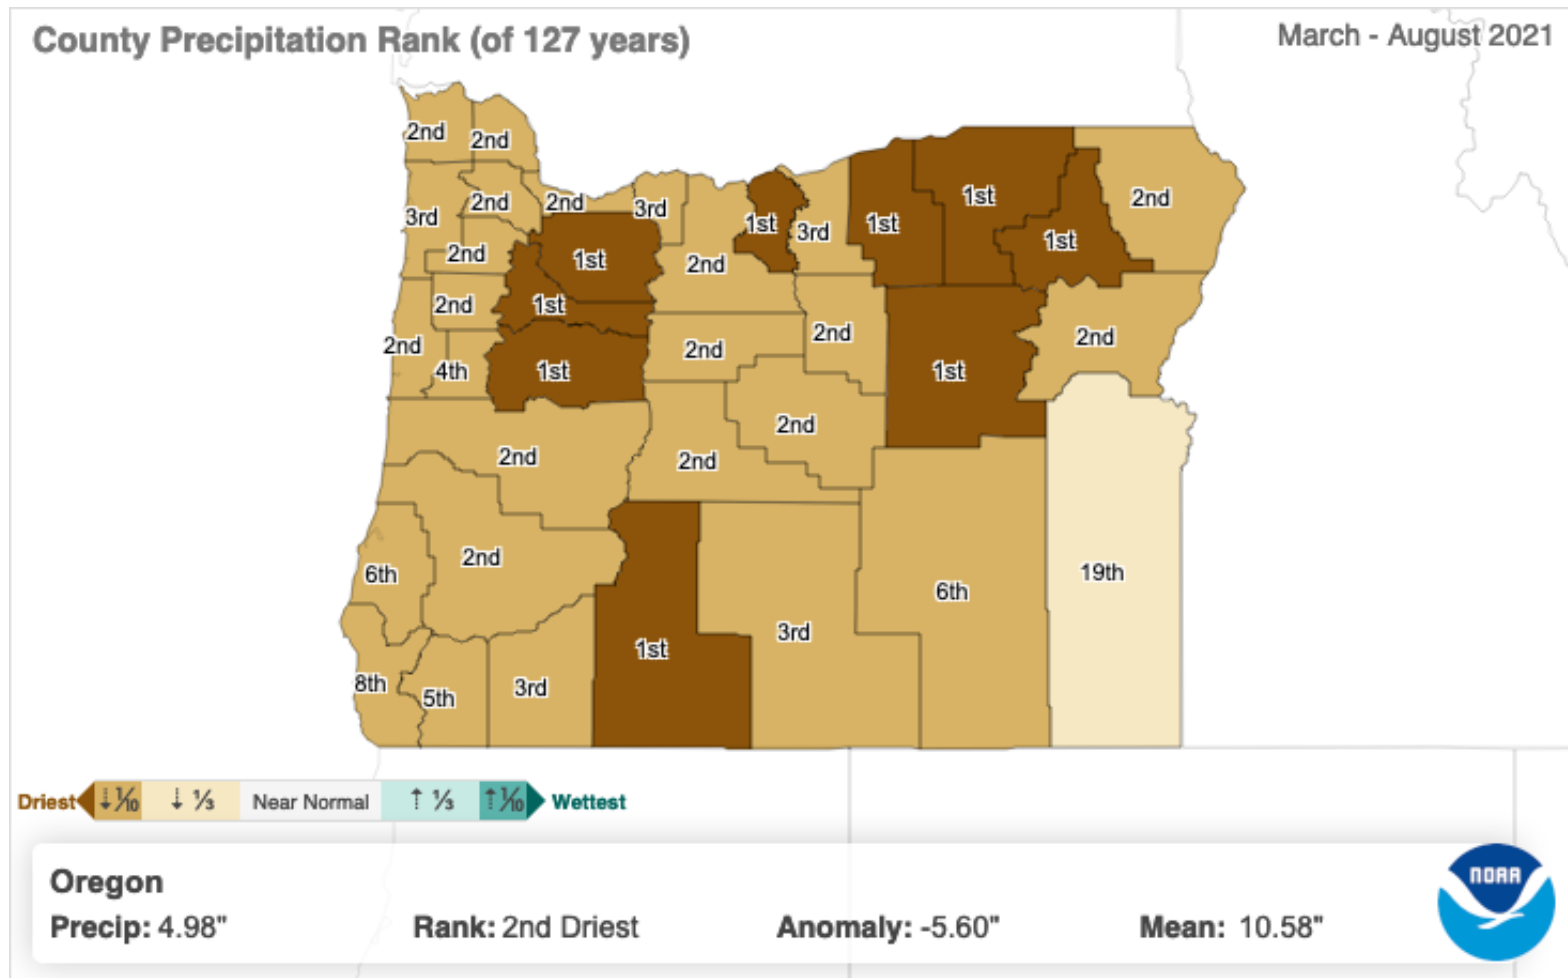 County Precipitation Rank (of 127 years)
March - August 2021
2nd
2nd
2nd
2nd
3rd
1st
1st
1st
2nd
3rd
2nd
3rd
1st
1st
2nd
1st
2nd
2nd
1st
2nd
2nd
2nd
2nd
4th
1st
1st
2nd
2nd
2nd
2nd
6th
19th
6th
3rd
1st
8th
5th
3rd
Driest ⇣ 1/10 ↓ 1/3 Near Normal ↑ 1/3 ⇡ 1/10 Wettest
Oregon
Precip: 4.98" Rank: 2nd Driest Anomaly: -5.60" Mean: 10.58"
NOAA